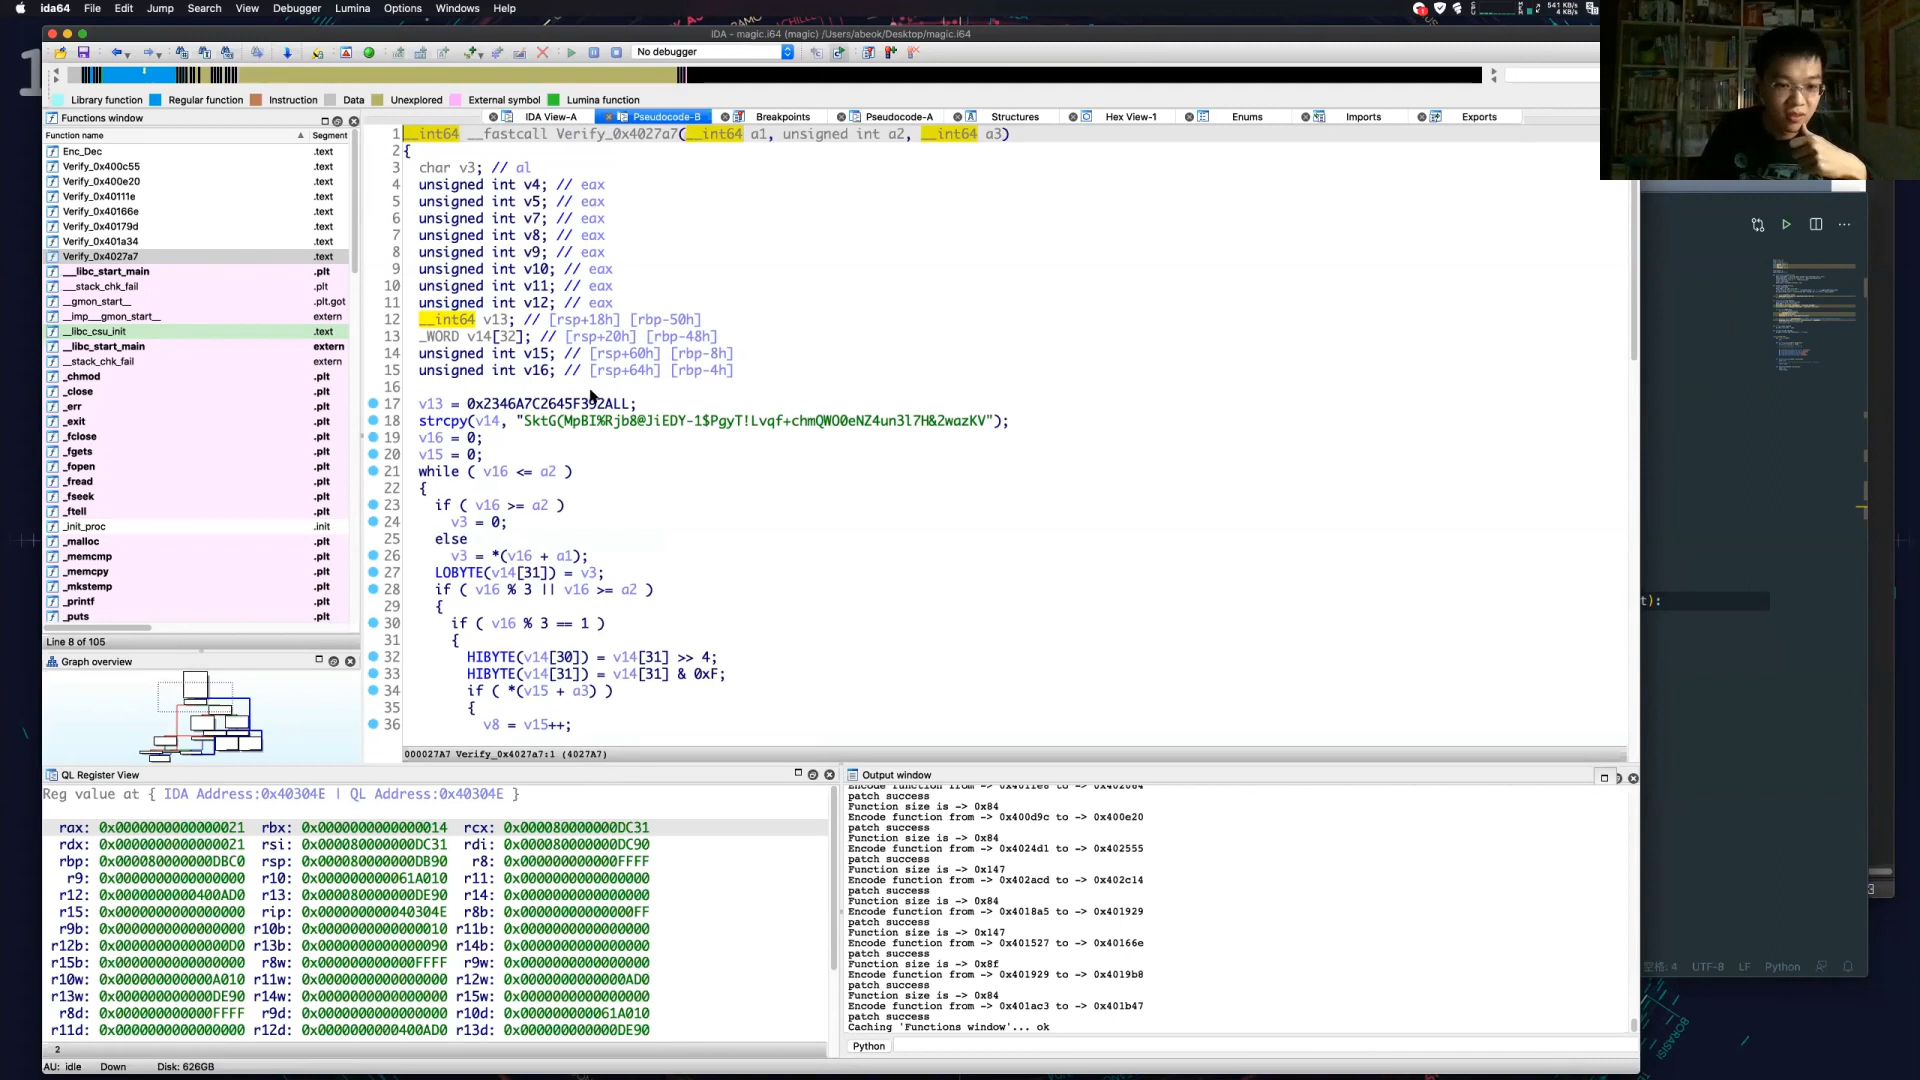 ida64 File Edit Jump Search View Debugger Lumina Options Windows Help
541 KB/s
4 KB/s
IDA - magic.i64 (magic) /Users/abeok/Desktop/magic.i64
No debugger
Library function Regular function Instruction Data Unexplored External symbol Lumina function
Functions window
Function name Segment
Enc_Dec .text
Verify_0x400c55 .text
Verify_0x400e20 .text
Verify_0x40111e .text
Verify_0x40166e .text
Verify_0x40179d .text
Verify_0x401a34 .text
Verify_0x4027a7 .text
___libc_start_main .plt
___stack_chk_fail .plt
__gmon_start__ .plt.got
__imp___gmon_start__ extern
__libc_csu_init .text
__libc_start_main extern
__stack_chk_fail extern
_chmod .plt
_close .plt
_err .plt
_exit .plt
_fclose .plt
_fgets .plt
_fopen .plt
_fread .plt
_fseek .plt
_ftell .plt
_init_proc .init
_malloc .plt
_memcmp .plt
_memcpy .plt
_mkstemp .plt
_printf .plt
_puts .plt
Line 8 of 105
Graph overview
IDA View-A Pseudocode-B Breakpoints Pseudocode-A Structures Hex View-1 Enums Imports Exports
1 __int64 __fastcall Verify_0x4027a7(__int64 a1, unsigned int a2, __int64 a3)
2 {
3 char v3; // al
4 unsigned int v4; // eax
5 unsigned int v5; // eax
6 unsigned int v7; // eax
7 unsigned int v8; // eax
8 unsigned int v9; // eax
9 unsigned int v10; // eax
10 unsigned int v11; // eax
11 unsigned int v12; // eax
12 __int64 v13; // [rsp+18h] [rbp-50h]
13 _WORD v14[32]; // [rsp+20h] [rbp-48h]
14 unsigned int v15; // [rsp+60h] [rbp-8h]
15 unsigned int v16; // [rsp+64h] [rbp-4h]
16
17 v13 = 0x2346A7C2645F392ALL;
18 strcpy(v14, "SktG(MpBI%Rjb8@JiEDY-1$PgyT!Lvqf+chmQWO0eNZ4un3l7H&2wazKV");
19 v16 = 0;
20 v15 = 0;
21 while ( v16 <= a2 )
22 {
23 if ( v16 >= a2 )
24 v3 = 0;
25 else
26 v3 = *(v16 + a1);
27 LOBYTE(v14[31]) = v3;
28 if ( v16 % 3 || v16 >= a2 )
29 {
30 if ( v16 % 3 == 1 )
31 {
32 HIBYTE(v14[30]) = v14[31] >> 4;
33 HIBYTE(v14[31]) = v14[31] & 0xF;
34 if ( *(v15 + a3) )
35 {
36 v8 = v15++;
000027A7 Verify_0x4027a7:1 (4027A7)
QL Register View
Reg value at { IDA Address:0x40304E | QL Address:0x40304E }
rax: 0x0000000000000021 rbx: 0x0000000000000014 rcx: 0x000080000000DC31
rdx: 0x0000000000000021 rsi: 0x000080000000DC31 rdi: 0x000080000000DC90
rbp: 0x000080000000DBC0 rsp: 0x000080000000DB90 r8: 0x000000000000FFFF
r9: 0x0000000000000000 r10: 0x000000000061A010 r11: 0x0000000000000000
r12: 0x0000000000400AD0 r13: 0x000080000000DE90 r14: 0x0000000000000000
r15: 0x0000000000000000 rip: 0x000000000040304E r8b: 0x00000000000000FF
r9b: 0x0000000000000000 r10b: 0x0000000000000010 r11b: 0x0000000000000000
r12b: 0x00000000000000D0 r13b: 0x0000000000000090 r14b: 0x0000000000000000
r15b: 0x0000000000000000 r8w: 0x000000000000FFFF r9w: 0x0000000000000000
r10w: 0x000000000000A010 r11w: 0x0000000000000000 r12w: 0x0000000000000AD0
r13w: 0x000000000000DE90 r14w: 0x0000000000000000 r15w: 0x0000000000000000
r8d: 0x000000000000FFFF r9d: 0x0000000000000000 r10d: 0x000000000061A010
r11d: 0x0000000000000000 r12d: 0x0000000000400AD0 r13d: 0x000000000000DE90
2
Output window
patch success
Function size is -> 0x84
Encode function from -> 0x400d9c to -> 0x400e20
patch success
Function size is -> 0x84
Encode function from -> 0x4024d1 to -> 0x402555
patch success
Function size is -> 0x147
Encode function from -> 0x402acd to -> 0x402c14
patch success
Function size is -> 0x84
Encode function from -> 0x4018a5 to -> 0x401929
patch success
Function size is -> 0x147
Encode function from -> 0x401527 to -> 0x40166e
patch success
Function size is -> 0x8f
Encode function from -> 0x401929 to -> 0x4019b8
patch success
Function size is -> 0x84
Encode function from -> 0x401ac3 to -> 0x401b47
patch success
Caching 'Functions window'... ok
Python
AU: idle Down Disk: 626GB
t):
空格: 4 UTF-8 LF Python
BORASISI